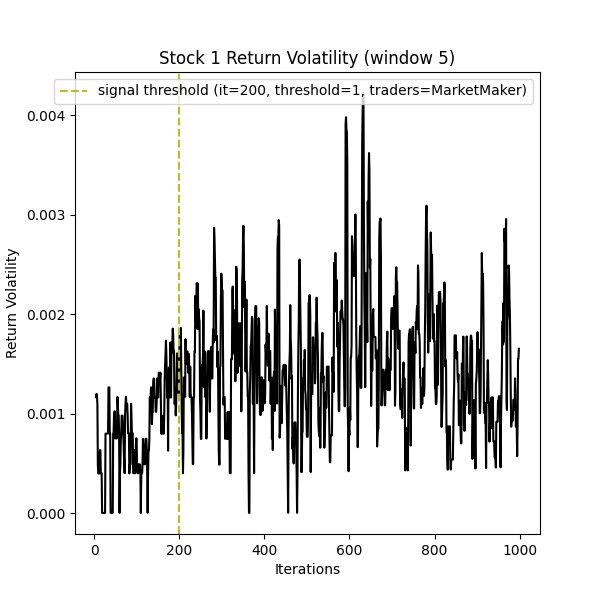 Stock 1 Return Volatility (window 5)
signal threshold (it=200, threshold=1, traders=MarketMaker)
0.004
0.003
0.002
0.001
0.000
Return Volatility
0 200 400 600 800 1000
Iterations